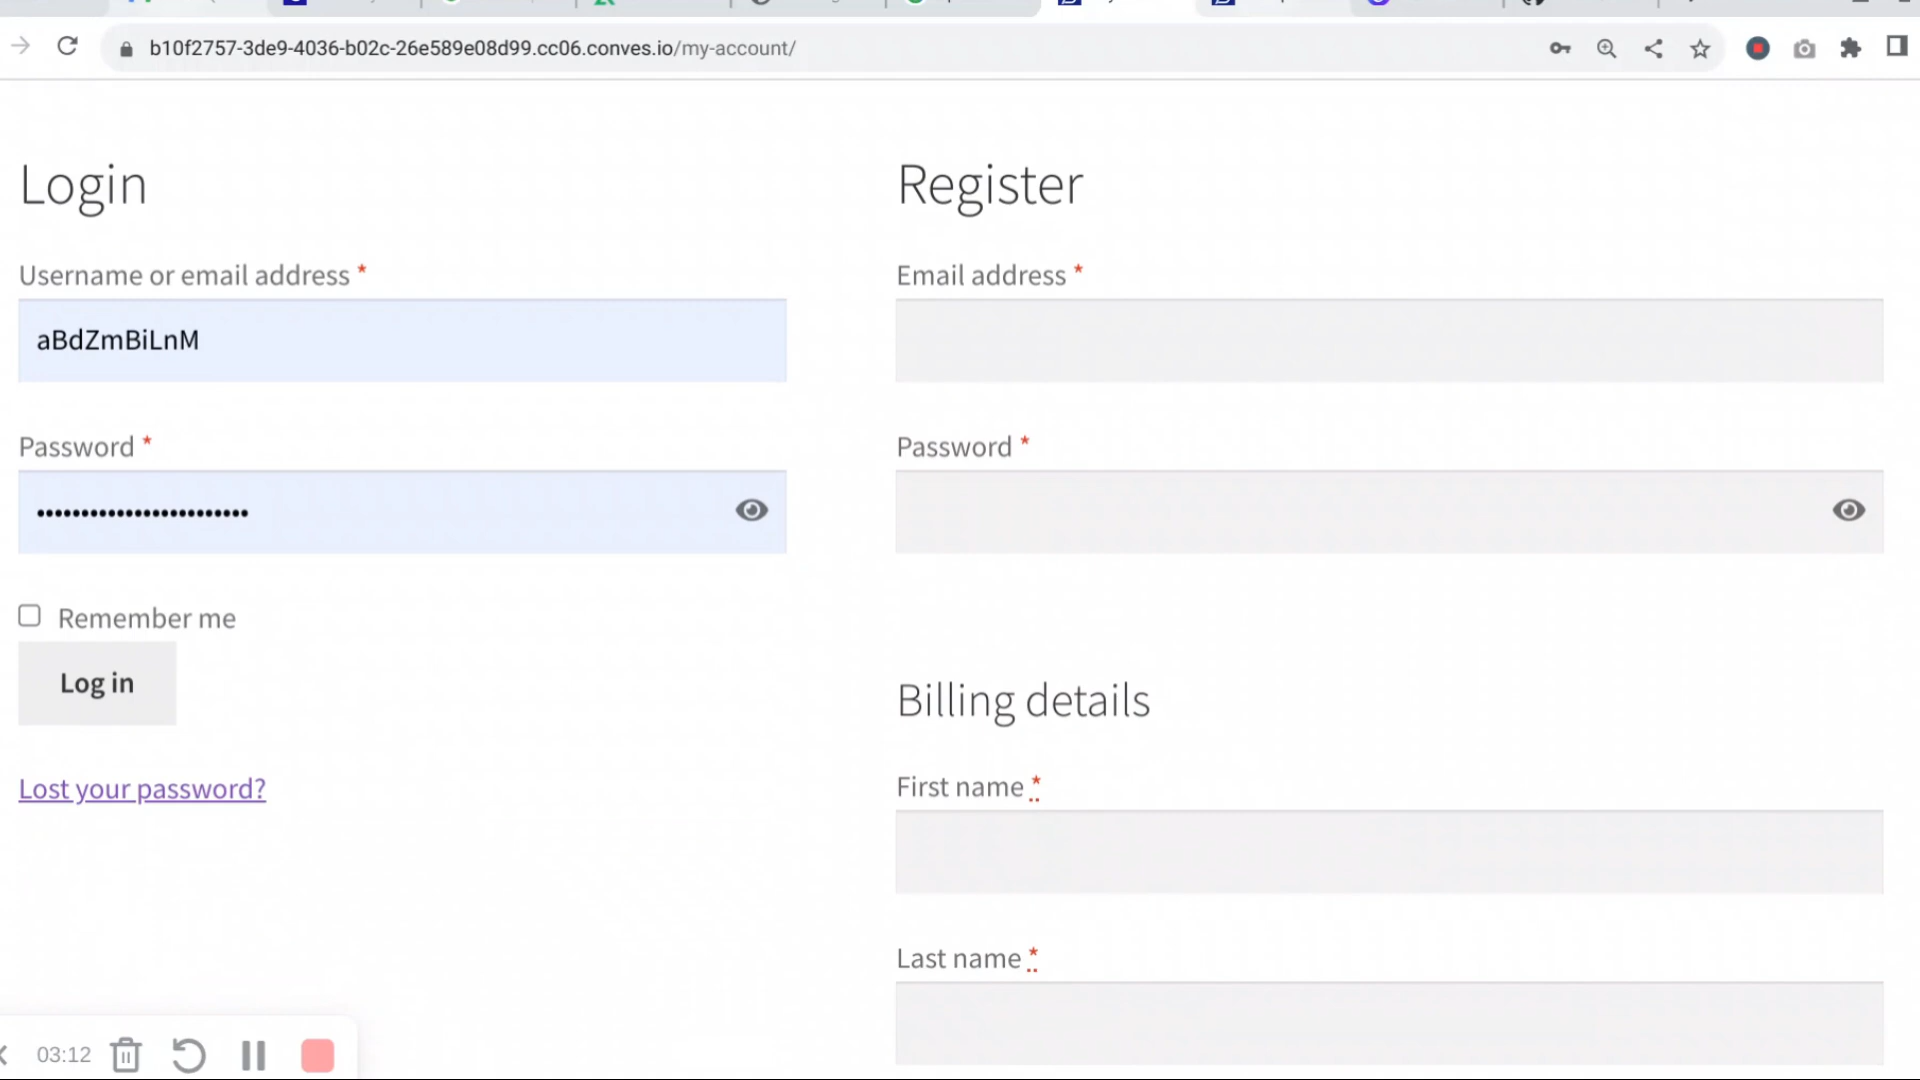 b10f2757-3de9-4036-b02c-26e589e08d99.cc06.conves.io/my-account/
Login
Username or email address *
aBdZmBiLnM
Password *
••••••••••••••••••••••••
Remember me
Log in
Lost your password?
Register
Email address *
Password *
Billing details
First name *
Last name *
03:12